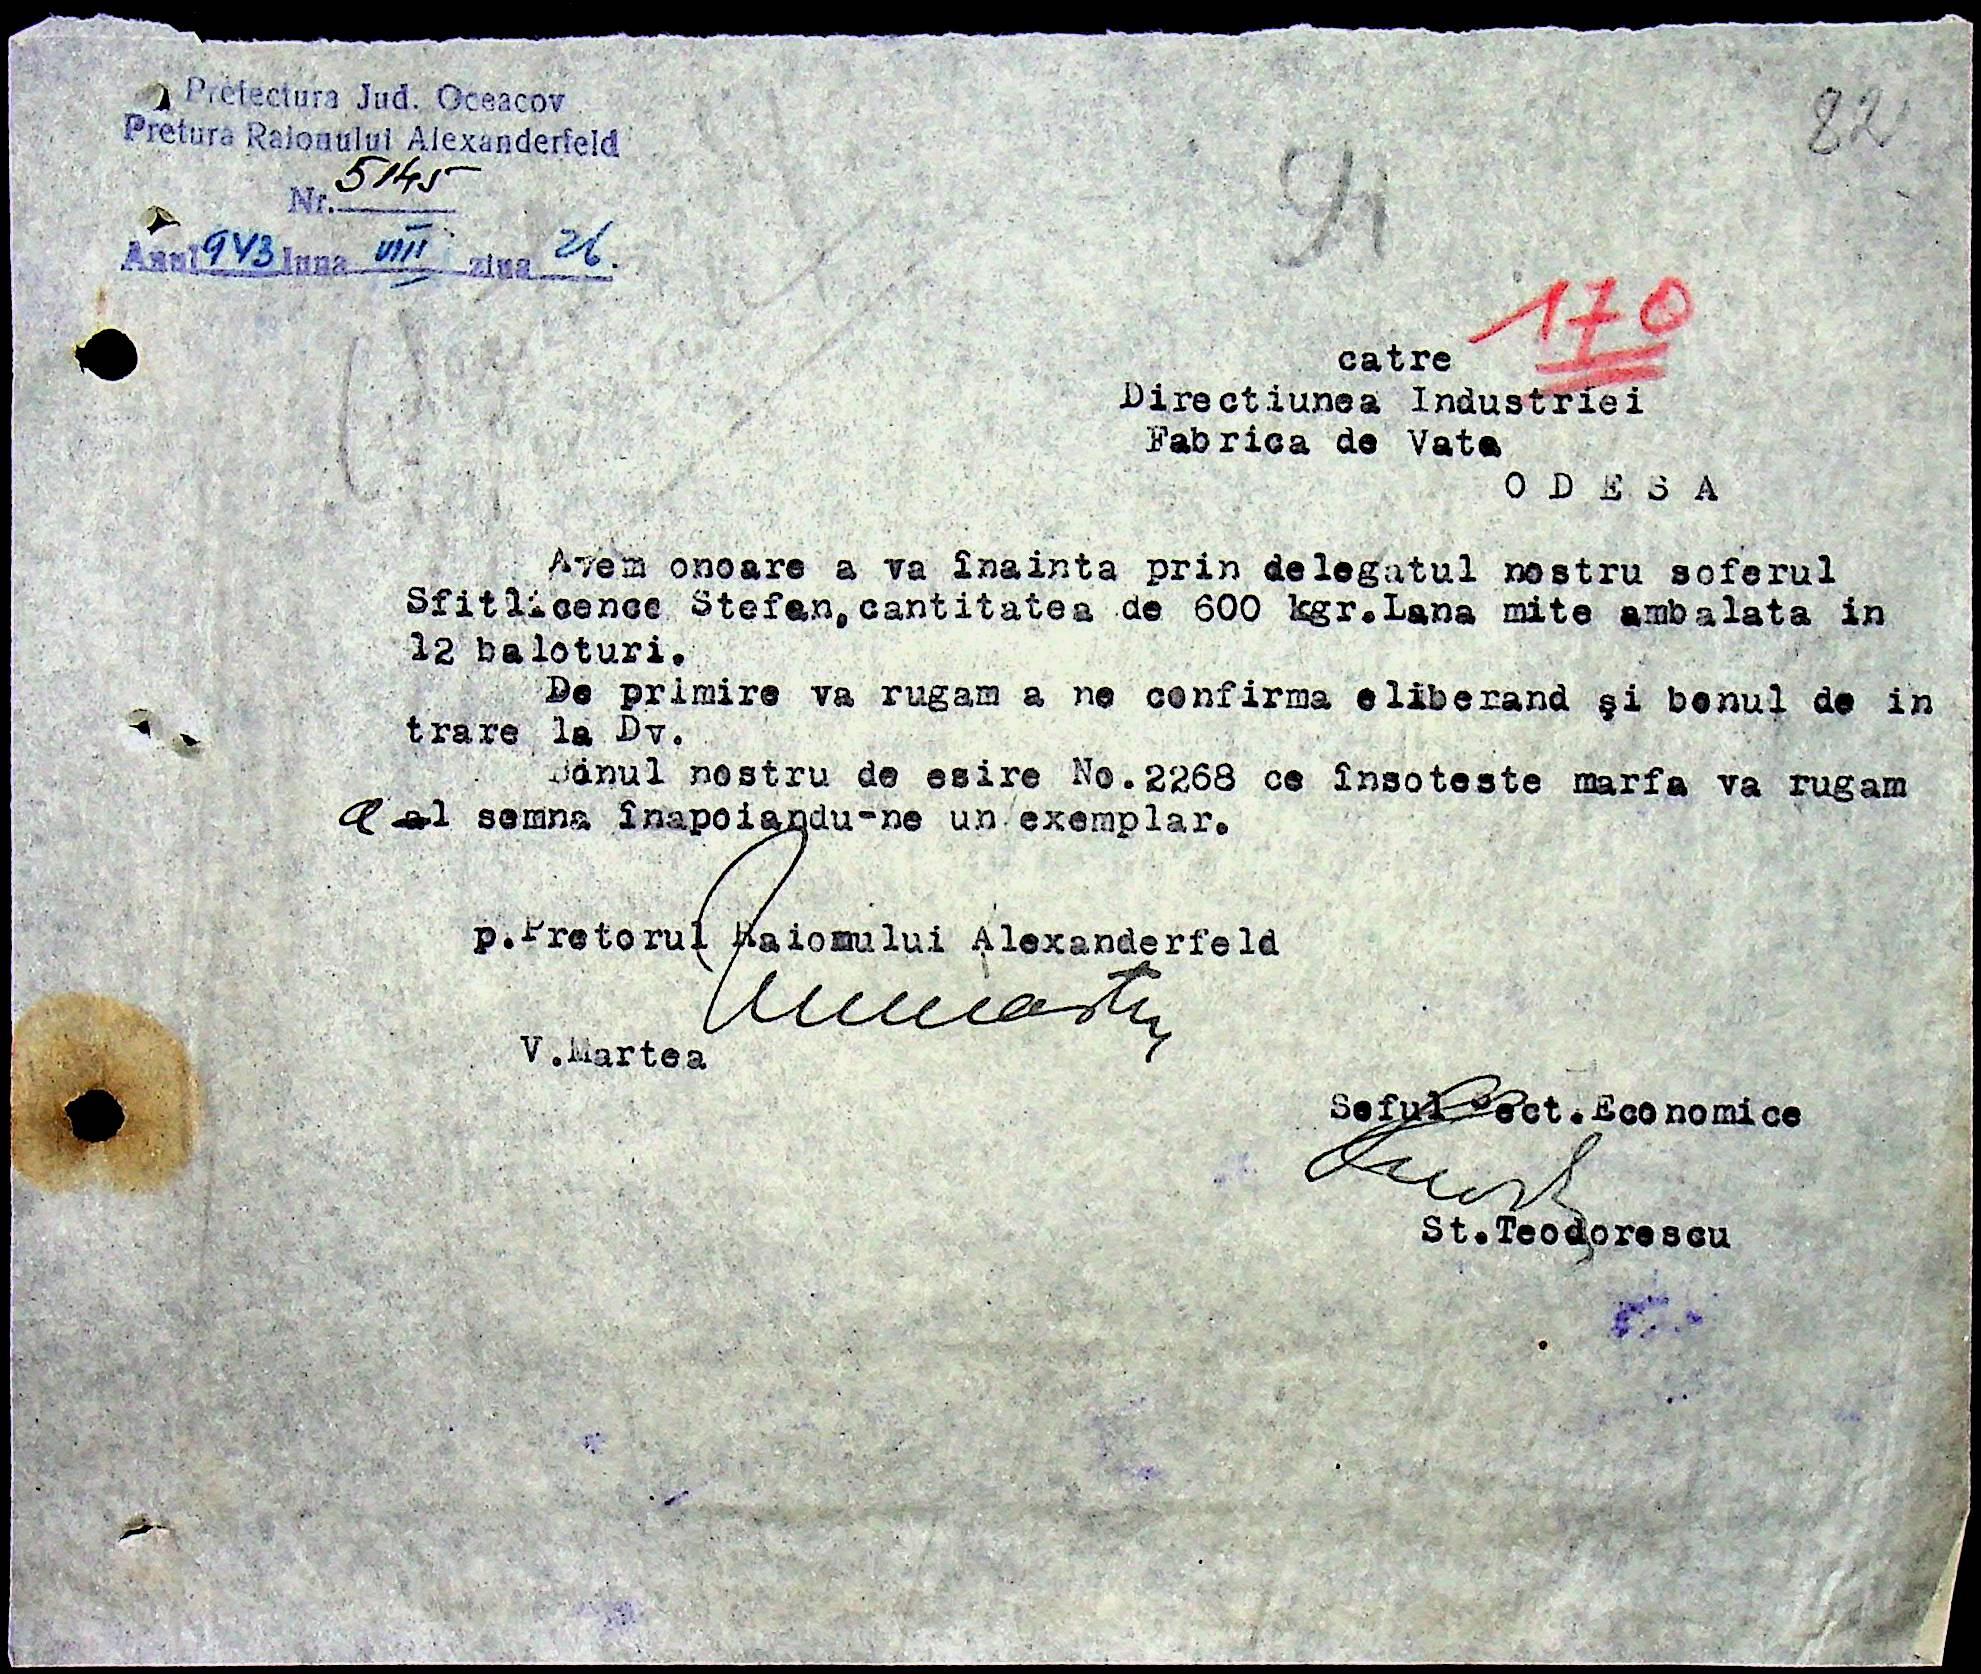 Prefectura Jud. Oceacov
Pretura Raionului Alexanderfeld
Nr. 5145
Anul 943 luna VIII ziua 26.
82
91
170
catre
Directiunea Industriei
Fabrica de Vata
O D E S A
Avem onoare a va înainta prin delegatul nostru soferul
Stefan, cantitatea de 600 kgr.Lana mite ambalata in
12 baloturi.
De primire va rugam a ne confirma eliberand și bonul de in
trare la Dv.
Bonul nostru de esire No.2268 ce însoteste marfa va rugam
a al semna înapoiandu-ne un exemplar.
p.Pretorul Raionului Alexanderfeld
V.Martea
Seful Sect.Economice
St.Teodorescu